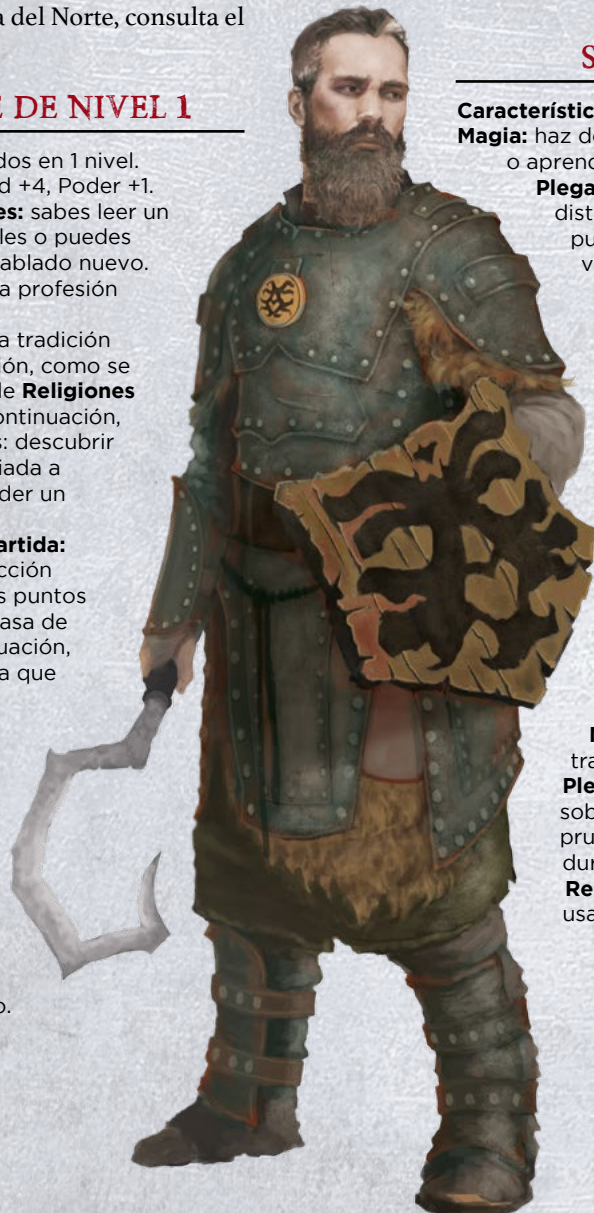 a del Norte, consulta el
DE NIVEL 1
dos en 1 nivel.
d +4, Poder +1.
es: sabes leer un
les o puedes
ablado nuevo.
a profesión
a tradición
ión, como se
le Religiones
ontinuación,
s: descubrir
iada a
der un
artida:
cción
s puntos
asa de
uación,
a que
o.
S
Característic
Magia: haz de
o aprend
Plega
dist
pu
v
tra
Ple
sob
pru
dur
Re
usa